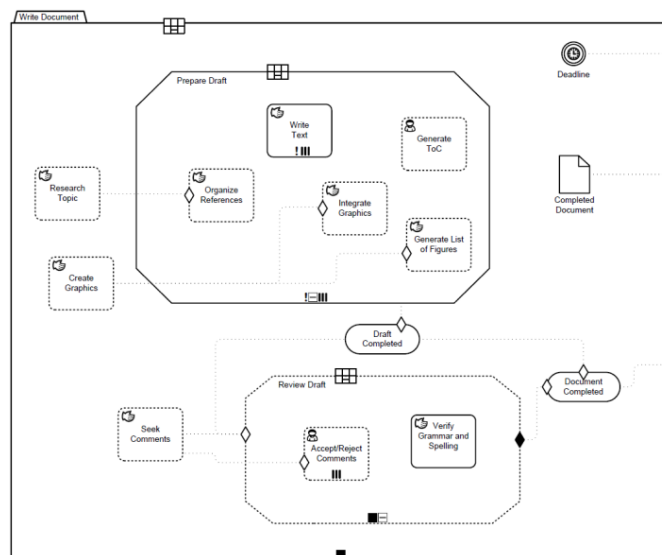 Write Document
Deadline
Prepare Draft
Write
Text
Generate
ToC
Research
Topic
Organize
References
Integrate
Graphics
Completed
Document
Create
Graphics
Generate List
of Figures
Draft
Completed
Review Draft
Document
Completed
Seek
Comments
Accept/Reject
Comments
Verify
Grammar and
Spelling